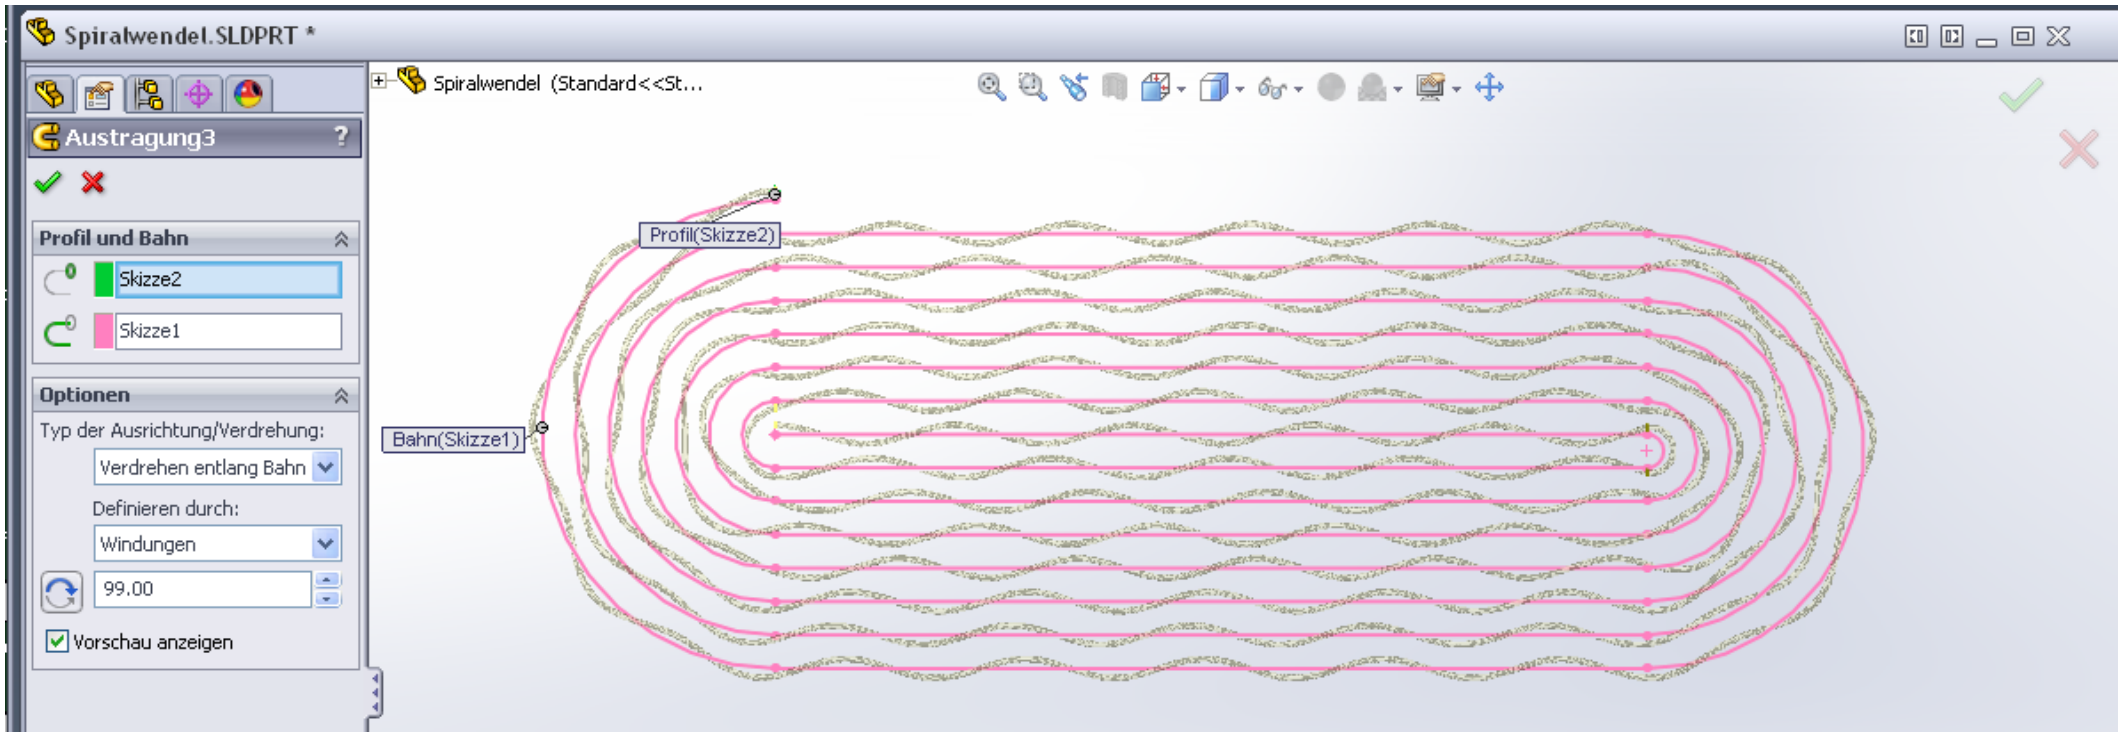 Spiralwendel.SLDPRT *
Spiralwendel (Standard<<St...
Austragung3 ?
Profil und Bahn
Skizze2
Skizze1
Optionen
Typ der Ausrichtung/Verdrehung:
Verdrehen entlang Bahn
Definieren durch:
Windungen
99.00
Vorschau anzeigen
Profil(Skizze2)
Bahn(Skizze1)